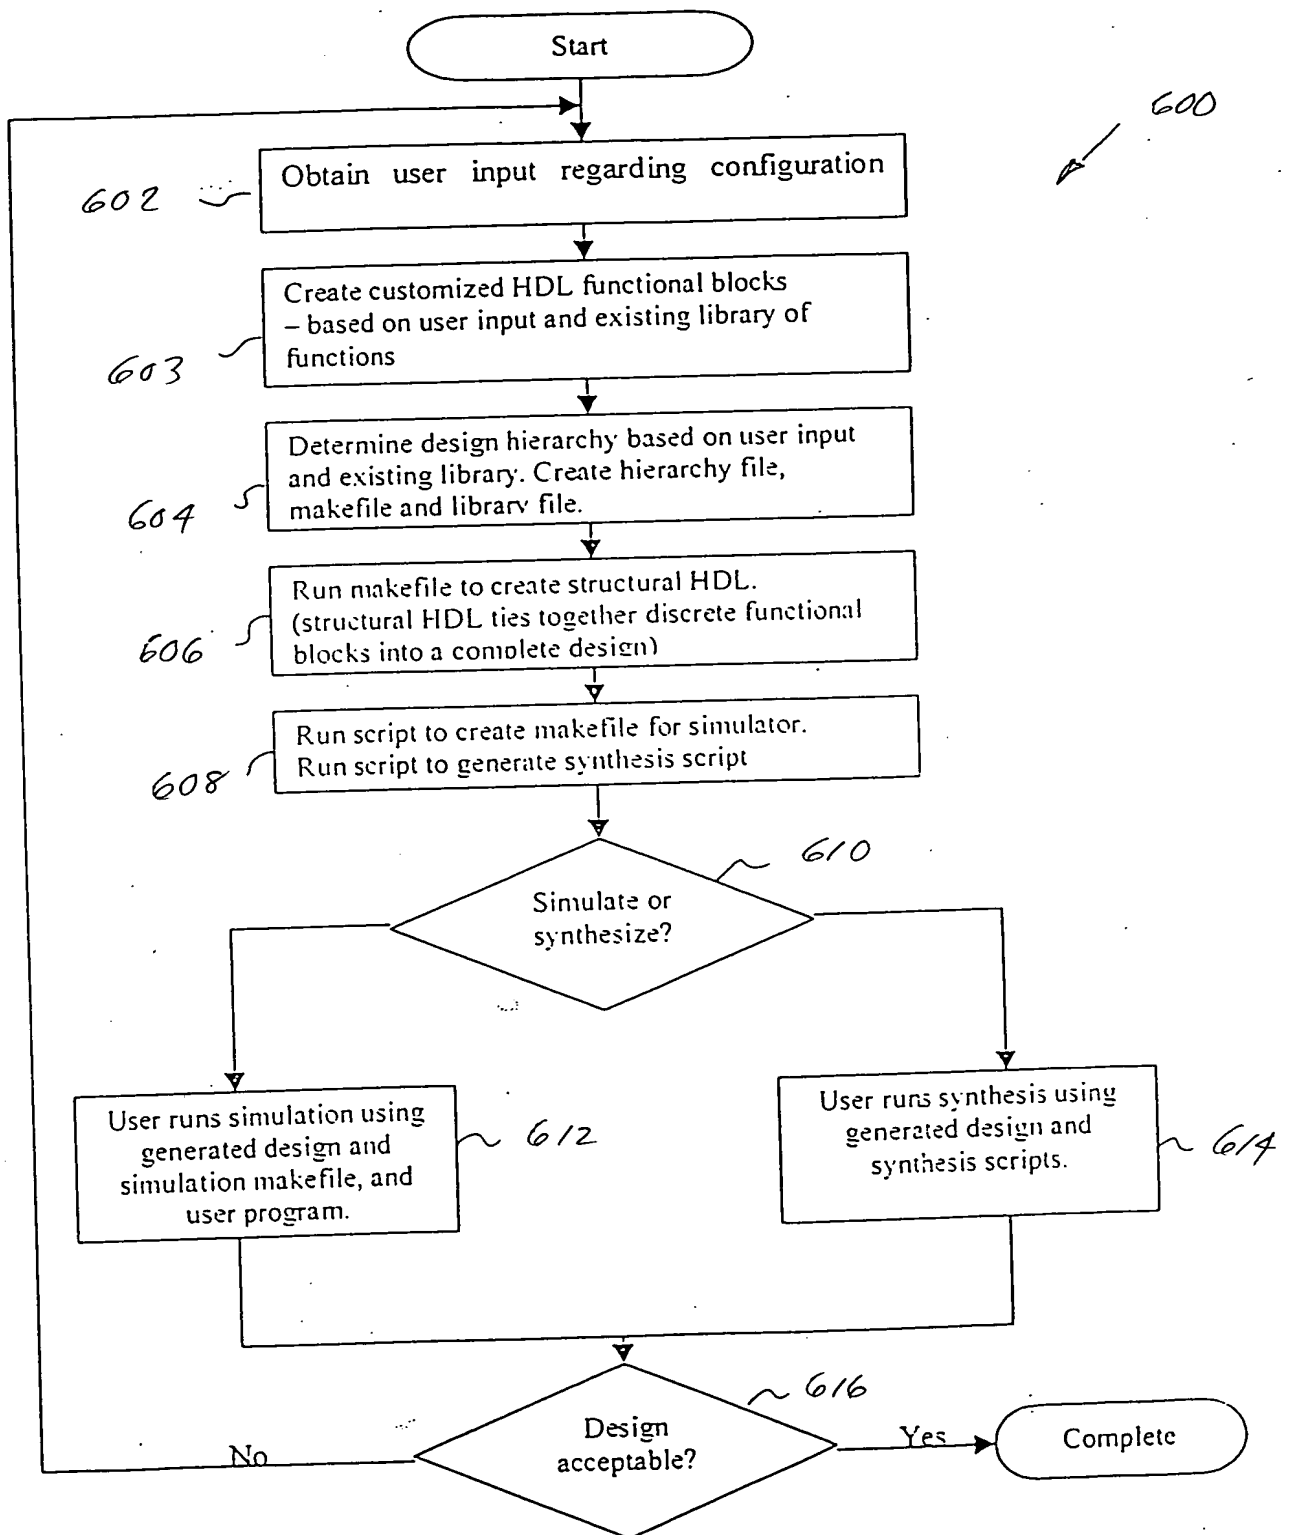 Start
600
Obtain user input regarding configuration
602
Create customized HDL functional blocks
– based on user input and existing library of
functions
603
Determine design hierarchy based on user input
and existing library. Create hierarchy file,
makefile and library file.
604
Run makefile to create structural HDL.
(structural HDL ties together discrete functional
blocks into a complete design)
606
Run script to create makefile for simulator.
Run script to generate synthesis script
608
610
Simulate or
synthesize?
User runs simulation using
generated design and
simulation makefile, and
user program.
612
User runs synthesis using
generated design and
synthesis scripts.
614
616
Design
acceptable?
No
Yes
Complete